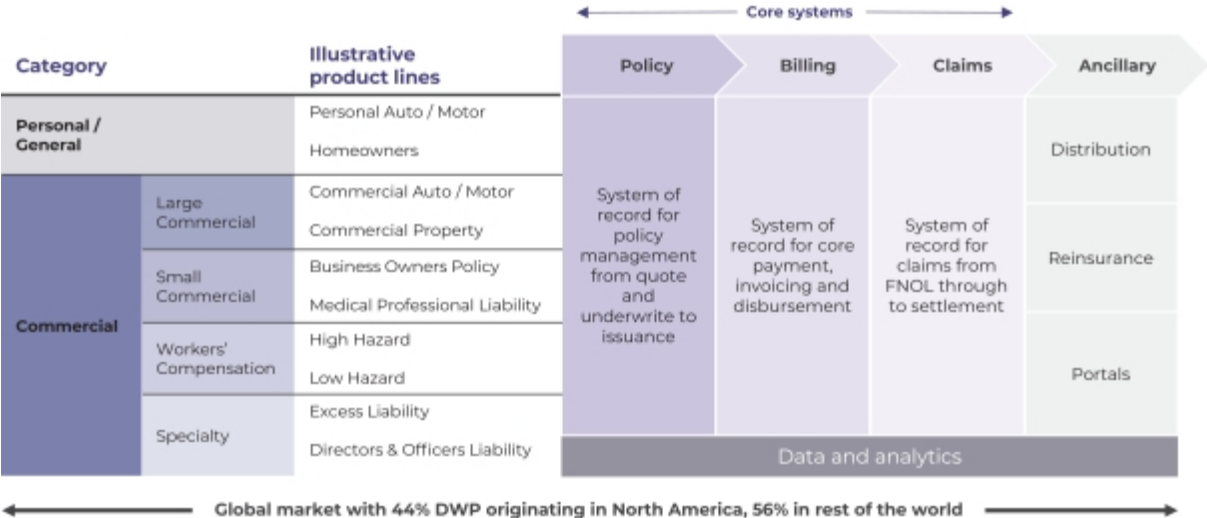 Core systems
Category
Illustrative
product lines
Policy
Billing
Claims
Ancillary
Personal /
General
Personal Auto / Motor
Homeowners
Commercial
Large
Commercial
Commercial Auto / Motor
Commercial Property
Small
Commercial
Business Owners Policy
Medical Professional Liability
Workers'
Compensation
High Hazard
Low Hazard
Specialty
Excess Liability
Directors & Officers Liability
System of
record for
policy
management
from quote
and
underwrite to
issuance
System of
record for core
payment,
invoicing and
disbursement
System of
record for
claims from
FNOL through
to settlement
Distribution
Reinsurance
Portals
Data and analytics
Global market with 44% DWP originating in North America, 56% in rest of the world